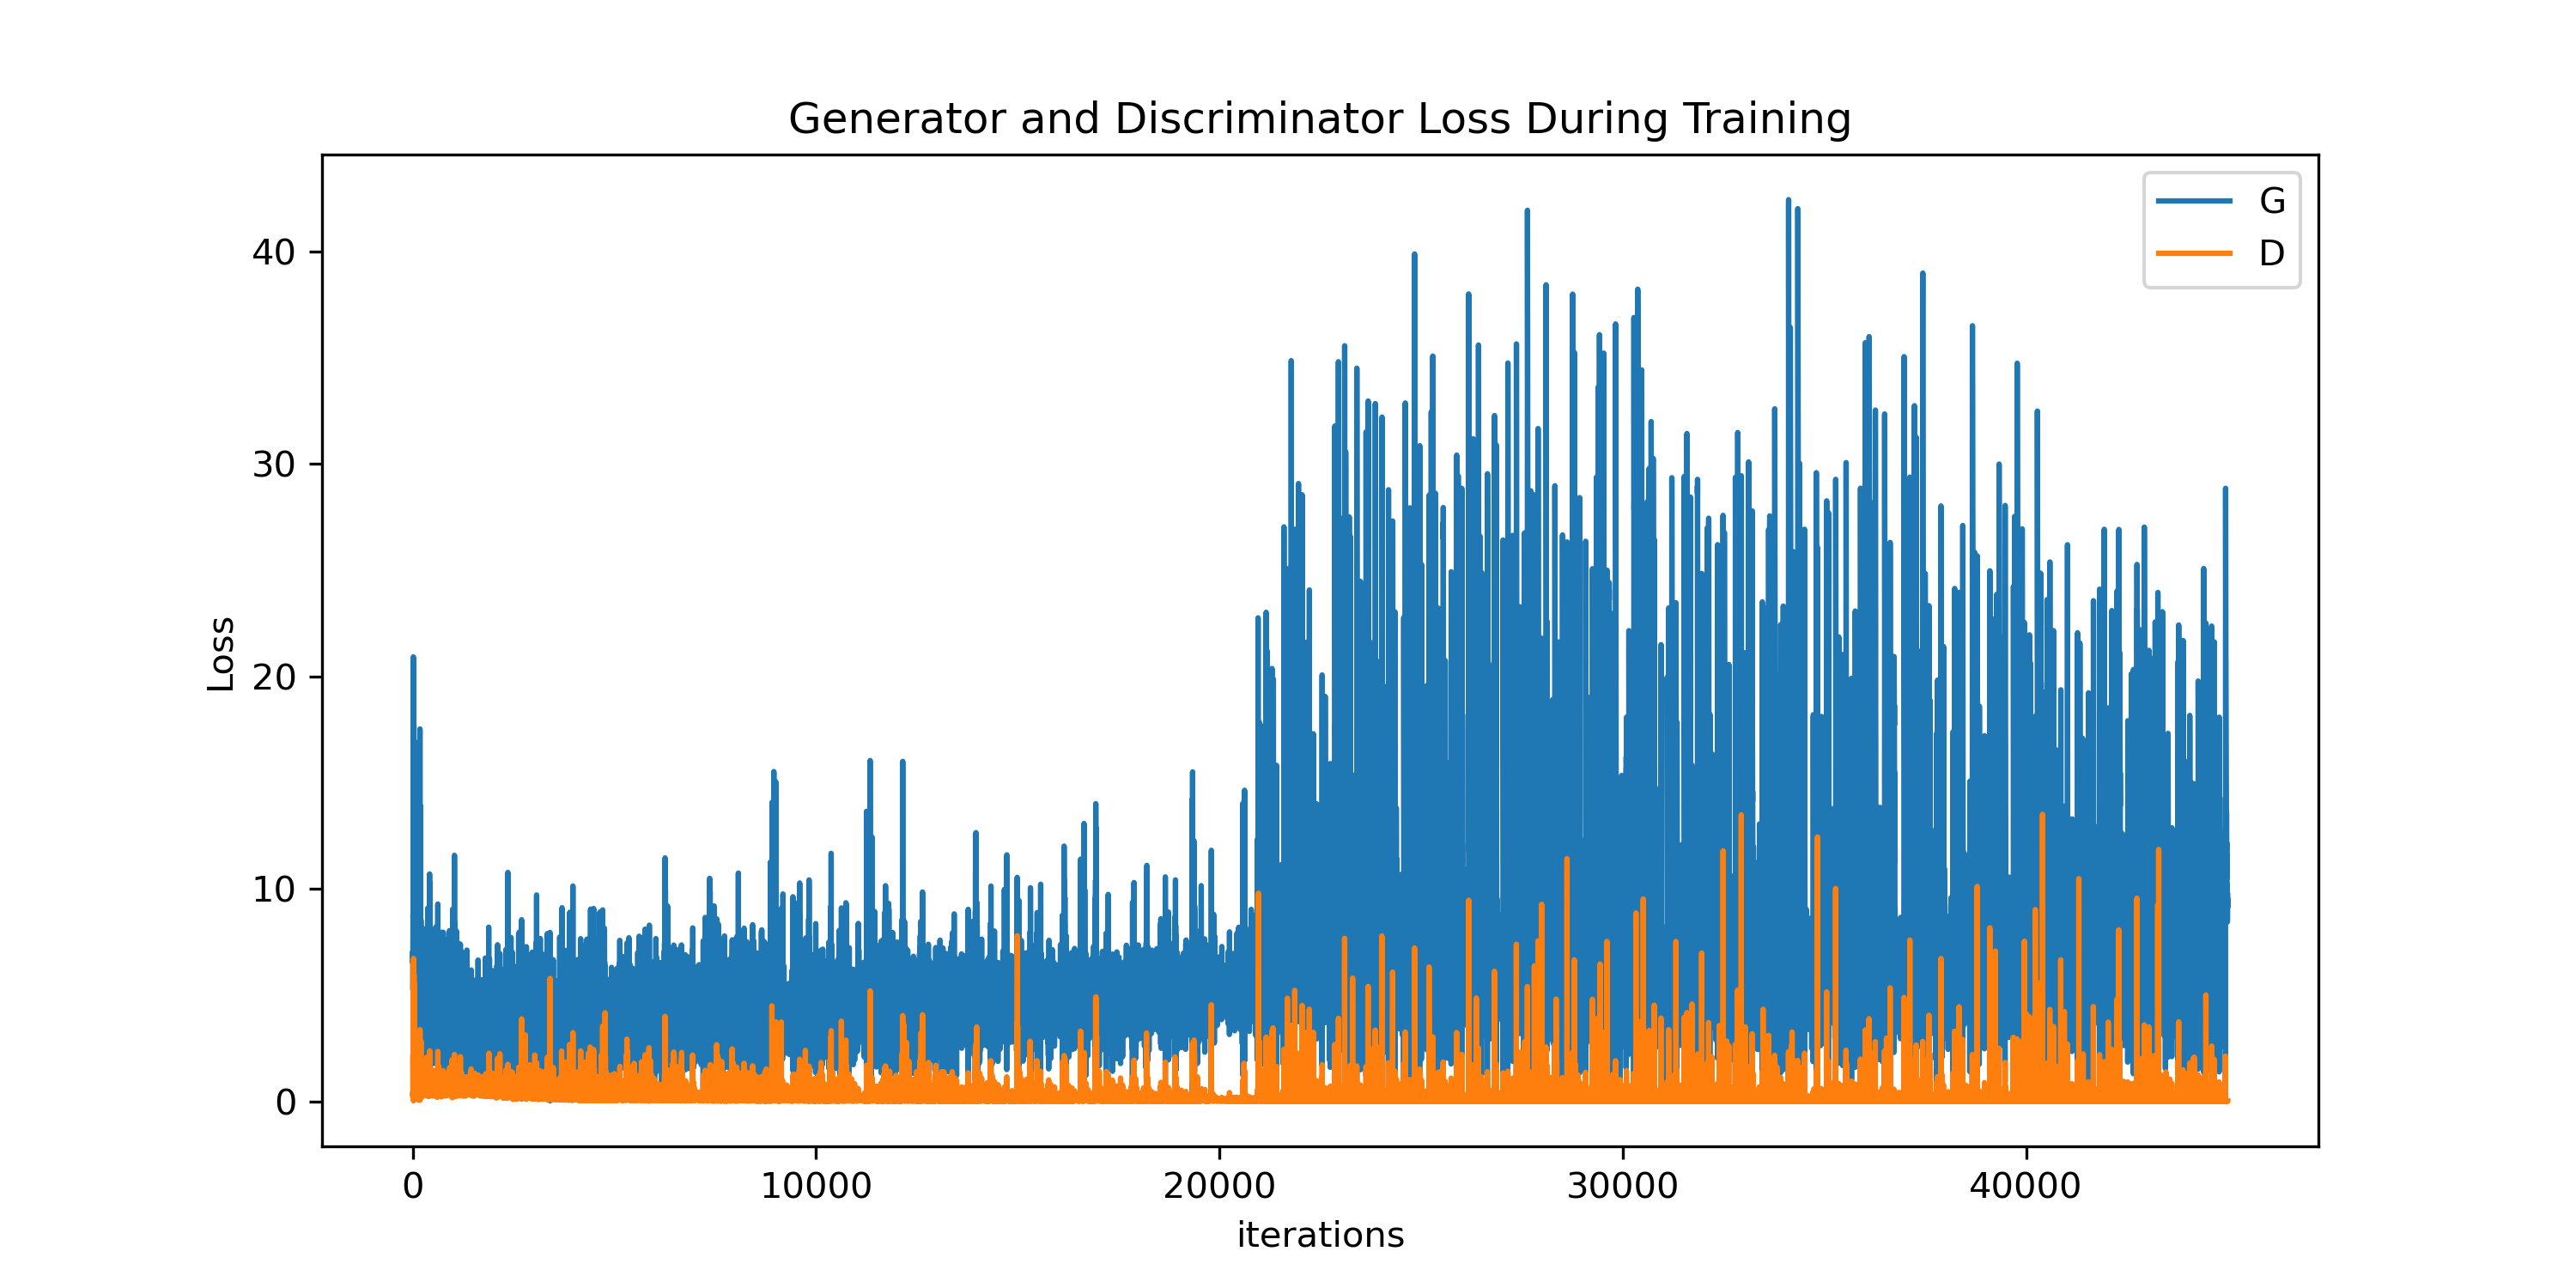 Generator and Discriminator Loss During Training
G
D
40
30
20
10
0
Loss
0 10000 20000 30000 40000
iterations